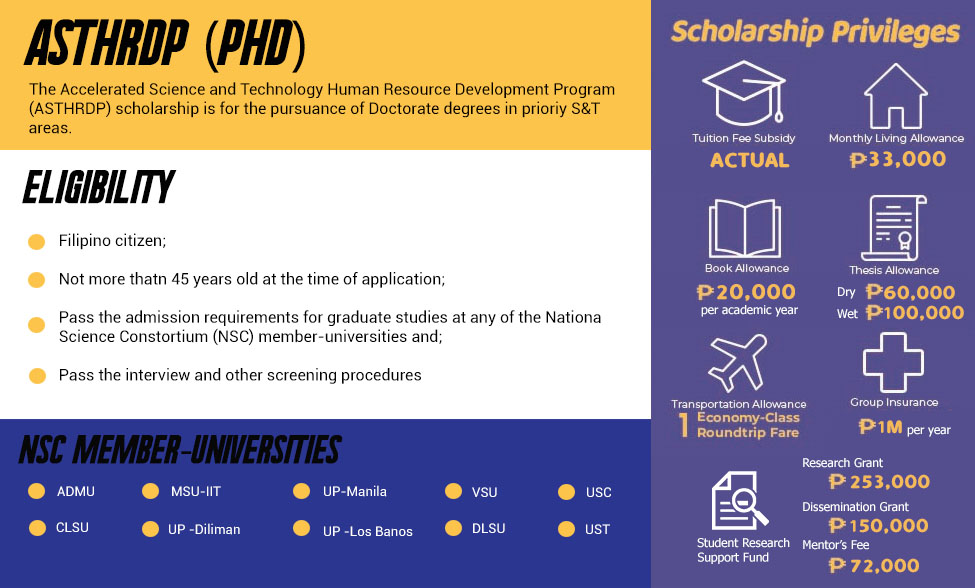 ASTHRDP (PHD)
The Accelerated Science and Technology Human Resource Development Program
(ASTHRDP) scholarship is for the pursuance of Doctorate degrees in prioriy S&T
areas.
ELIGIBILITY
Filipino citizen;
Not more thatn 45 years old at the time of application;
Pass the admission requirements for graduate studies at any of the Nationa
Science Constortium (NSC) member-universities and;
Pass the interview and other screening procedures
NSC MEMBER-UNIVERSITIES
ADMU
MSU-IIT
UP-Manila
VSU
USC
CLSU
UP -Diliman
UP -Los Banos
DLSU
UST
Scholarship Privileges
Tuition Fee Subsidy
ACTUAL
Monthly Living Allowance
₱33,000
Book Allowance
₱20,000
per academic year
Thesis Allowance
Dry ₱60,000
Wet ₱100,000
Transportation Allowance
1 Economy-Class
Roundtrip Fare
Group Insurance
₱1M per year
Student Research
Support Fund
Research Grant
₱253,000
Dissemination Grant
₱150,000
Mentor's Fee
₱72,000